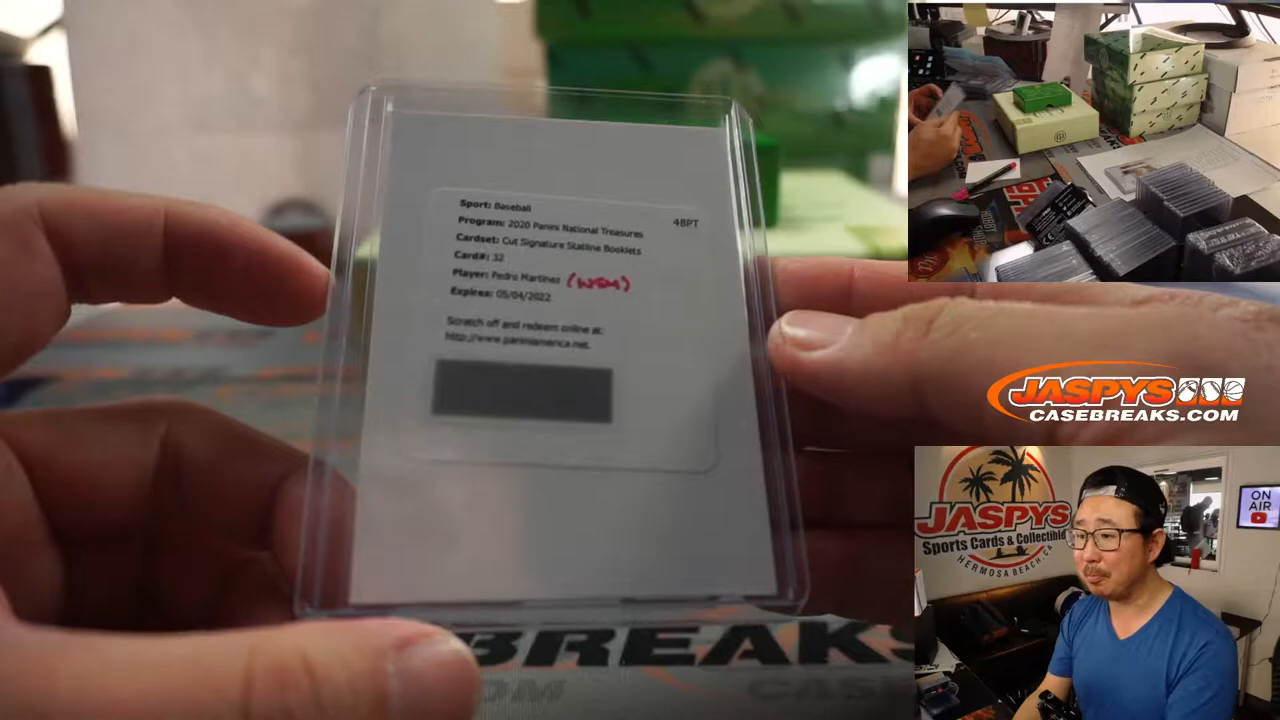 Sport: Baseball
48PT
Program: 2020 Panini National Treasures
Cardset: Cut Signature Statline Booklets
Card#: 32
Player: Pedro Martinez (WSM)
Expires: 05/04/2022
Scratch off and redeem online at:
http://www.paniniamerica.net.
BREAKS
JASPYS
CASEBREAKS.COM
JASPYS
Sports Cards & Collectible
HERMOSA BEACH, CA
ON
AIR